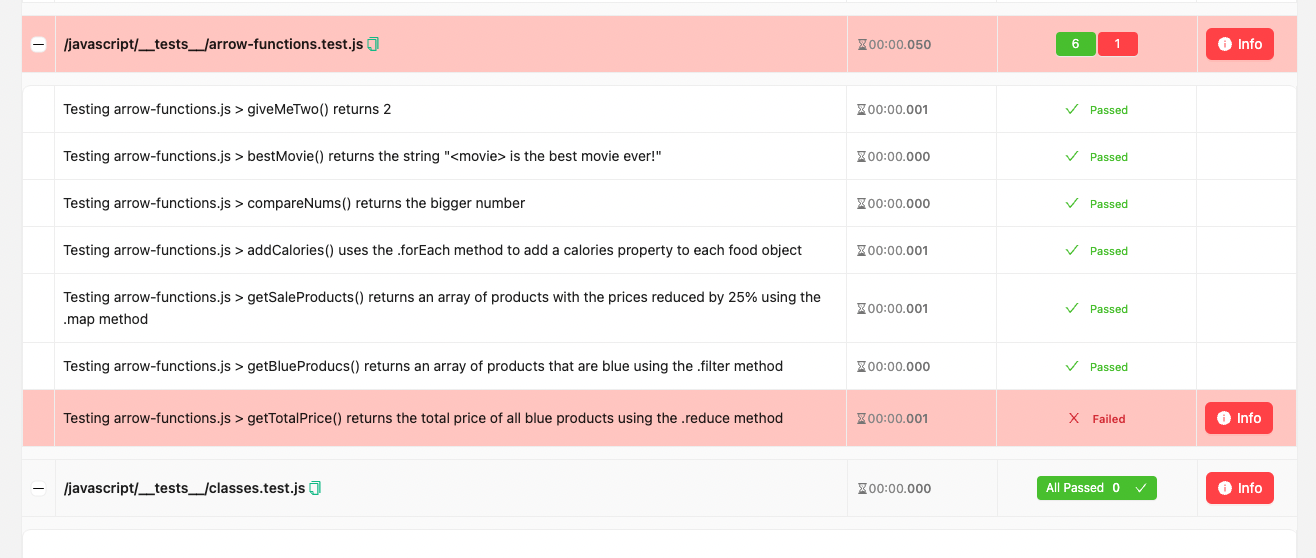 /javascript/__tests__/arrow-functions.test.js 00:00.050 6 1 Info
Testing arrow-functions.js > giveMeTwo() returns 2 00:00.001 Passed
Testing arrow-functions.js > bestMovie() returns the string "<movie> is the best movie ever!" 00:00.000 Passed
Testing arrow-functions.js > compareNums() returns the bigger number 00:00.000 Passed
Testing arrow-functions.js > addCalories() uses the .forEach method to add a calories property to each food object 00:00.001 Passed
Testing arrow-functions.js > getSaleProducts() returns an array of products with the prices reduced by 25% using the
.map method 00:00.001 Passed
Testing arrow-functions.js > getBlueProducs() returns an array of products that are blue using the .filter method 00:00.000 Passed
Testing arrow-functions.js > getTotalPrice() returns the total price of all blue products using the .reduce method 00:00.001 Failed Info
/javascript/__tests__/classes.test.js 00:00.000 All Passed 0 Info